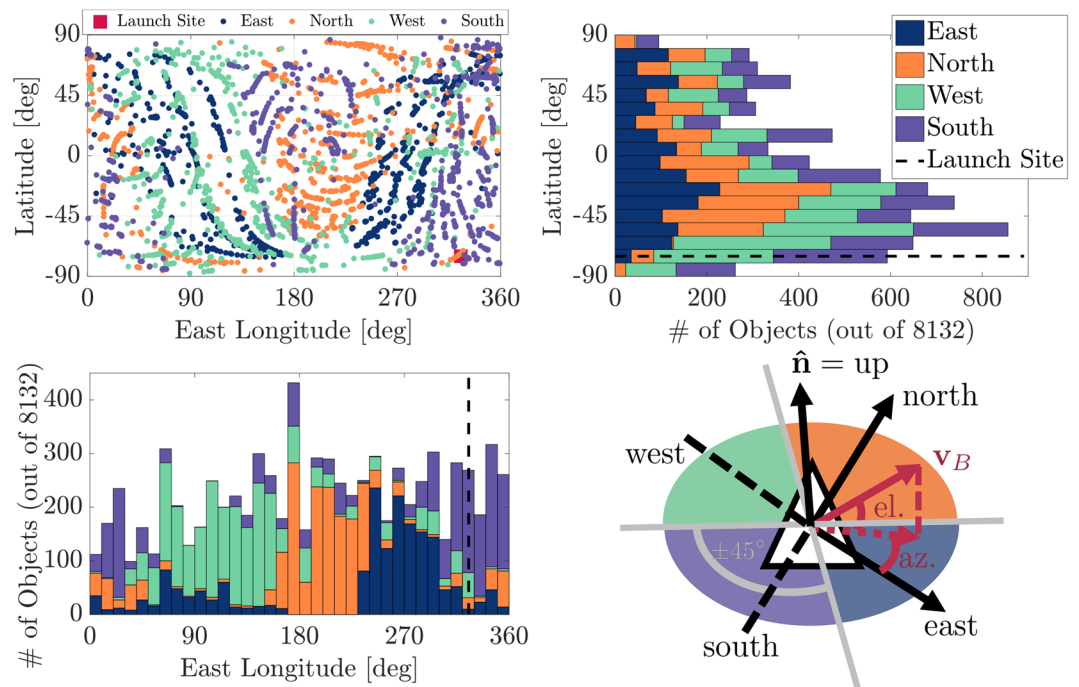 Launch Site East North West South
90
45
0
-45
-90
Latitude [deg]
0 90 180 270 360
East Longitude [deg]
90
45
0
-45
-90
Latitude [deg]
0 200 400 600 800
# of Objects (out of 8132)
East
North
West
South
Launch Site
400
300
200
100
0
# of Objects (out of 8132)
0 90 180 270 360
East Longitude [deg]
n̂ = up
north
west
v_B
el.
±45°
az.
south
east